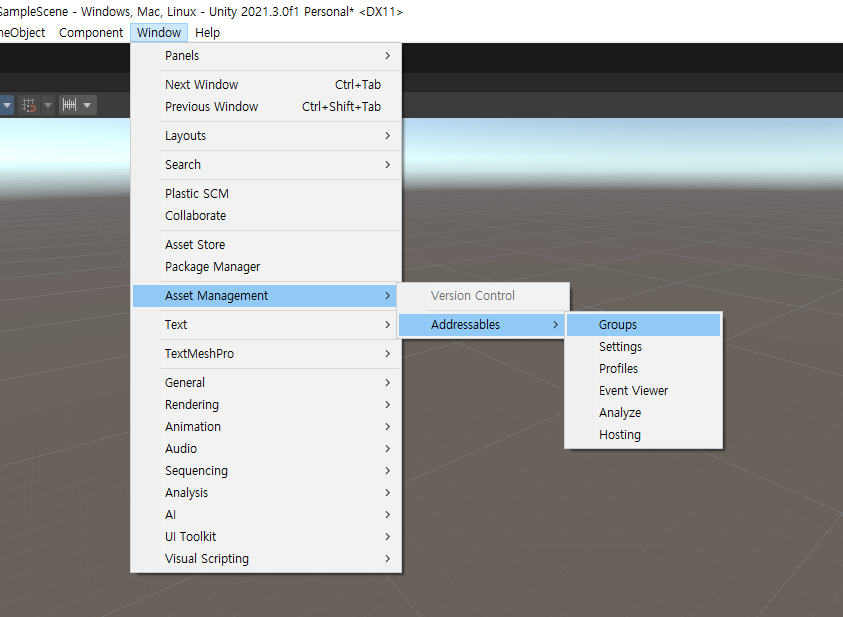 SampleScene - Windows, Mac, Linux - Unity 2021.3.0f1 Personal* <DX11>
neObject Component Window Help
Panels
Next Window Ctrl+Tab
Previous Window Ctrl+Shift+Tab
Layouts
Search
Plastic SCM
Collaborate
Asset Store
Package Manager
Asset Management
Text
TextMeshPro
General
Rendering
Animation
Audio
Sequencing
Analysis
AI
UI Toolkit
Visual Scripting
Version Control
Addressables
Groups
Settings
Profiles
Event Viewer
Analyze
Hosting